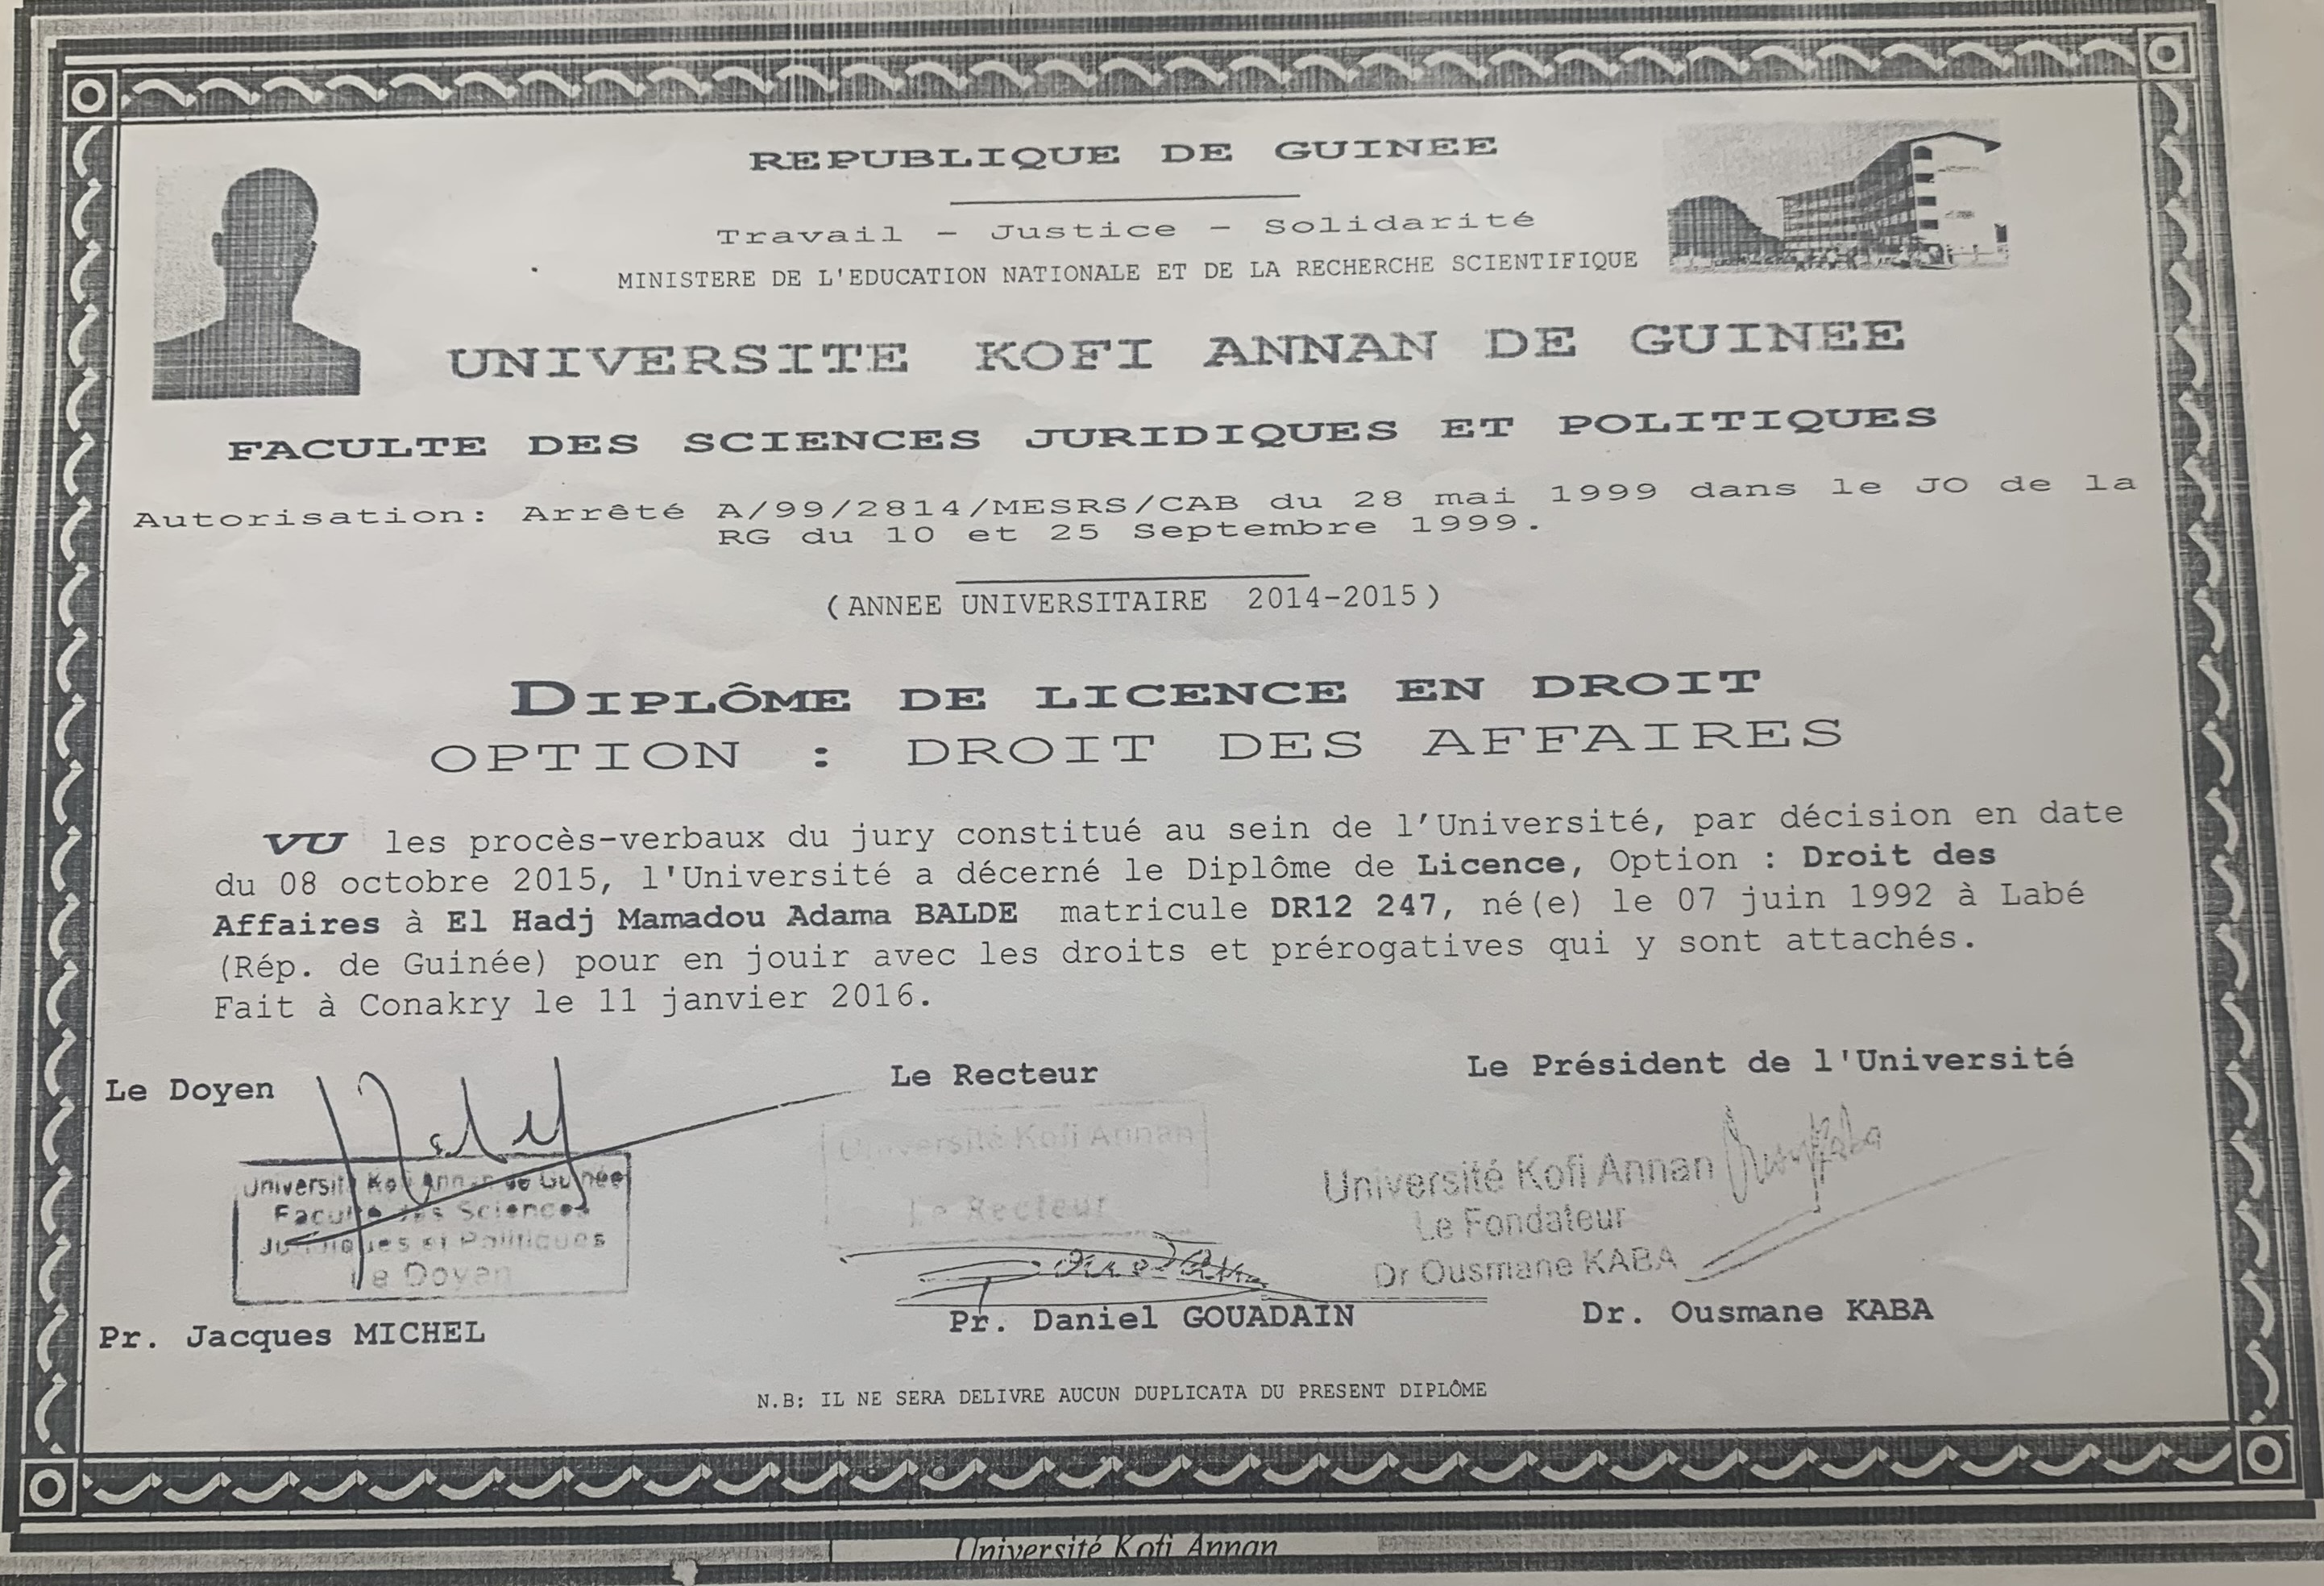 REPUBLIQUE DE GUINEE
Travail - Justice - Solidarité
MINISTERE DE L'EDUCATION NATIONALE ET DE LA RECHERCHE SCIENTIFIQUE
UNIVERSITE KOFI ANNAN DE GUINEE
FACULTE DES SCIENCES JURIDIQUES ET POLITIQUES
Autorisation: Arrêté A/99/2814/MESRS/CAB du 28 mai 1999 dans le JO de la
RG du 10 et 25 Septembre 1999.
(ANNEE UNIVERSITAIRE 2014-2015)
DIPLÔME DE LICENCE EN DROIT
OPTION : DROIT DES AFFAIRES
VU les procès-verbaux du jury constitué au sein de l'Université, par décision en date
du 08 octobre 2015, l'Université a décerné le Diplôme de Licence, Option : Droit des
Affaires à El Hadj Mamadou Adama BALDE matricule DR12 247, né(e) le 07 juin 1992 à Labé
(Rép. de Guinée) pour en jouir avec les droits et prérogatives qui y sont attachés.
Fait à Conakry le 11 janvier 2016.
Le Doyen
Le Recteur
Le Président de l'Université
Université Kofi Annan de Guinée
Faculté des Sciences
Juridiques et Politiques
Le Doyen
Université Kofi Annan
Le Recteur
Université Kofi Annan
Le Fondateur
Dr Ousmane KABA
Pr. Jacques MICHEL
Pr. Daniel GOUADAIN
Dr. Ousmane KABA
N.B: IL NE SERA DELIVRE AUCUN DUPLICATA DU PRESENT DIPLÔME
Université Kofi Annan